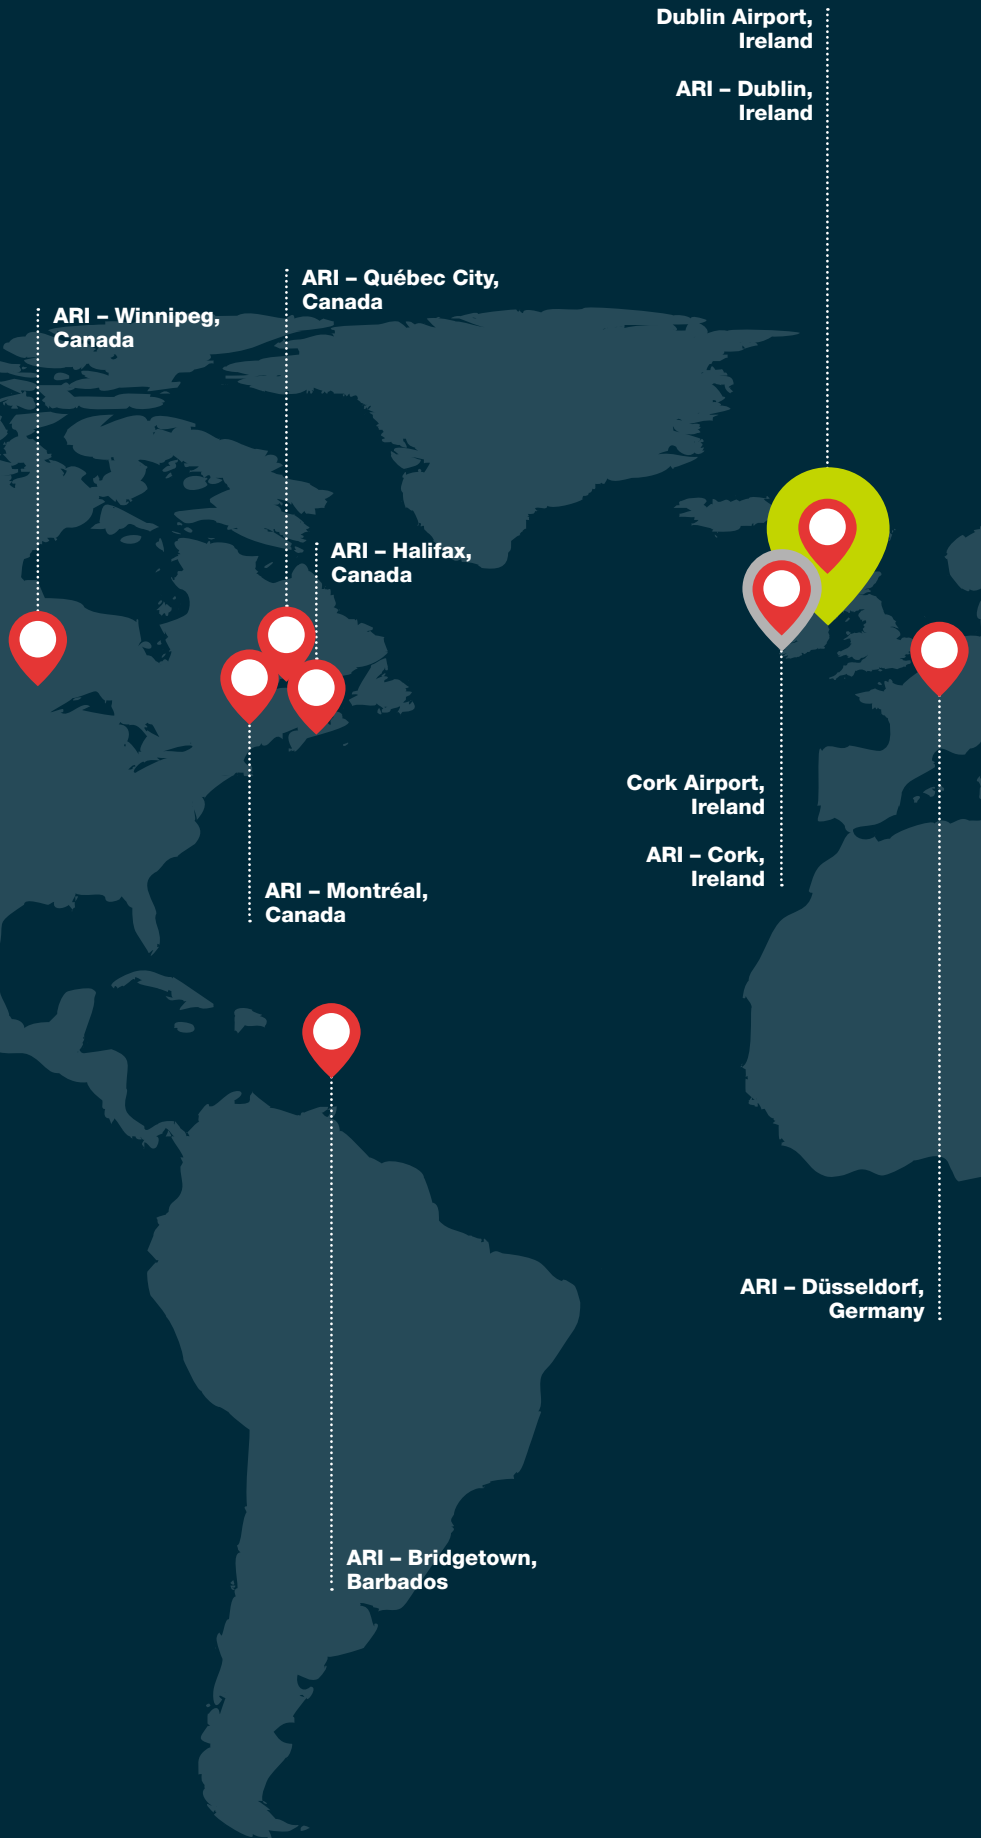 Dublin Airport,
Ireland
ARI – Dublin,
Ireland
ARI – Québec City,
Canada
ARI – Winnipeg,
Canada
ARI – Halifax,
Canada
Cork Airport,
Ireland
ARI – Cork,
Ireland
ARI – Montréal,
Canada
ARI – Düsseldorf,
Germany
ARI – Bridgetown,
Barbados